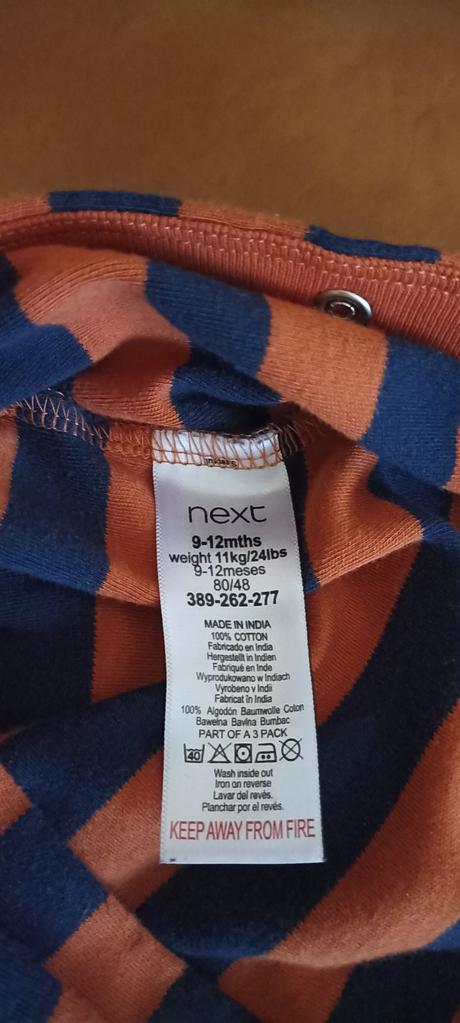 next
9-12mths
weight 11kg/24lbs
9-12meses
80/48
389-262-277
MADE IN INDIA
100% COTTON
Fabricado en India
Hergestellt in Indien
Fabriqué en Inde
Wyprodukowano w Indiach
Vyrobeno v Indii
Fabricat în India
100% Algodón Baumwolle Coton
Bawełna Bavlna Bumbac
PART OF A 3 PACK
40
Wash inside out
Iron on reverse
Lavar del revés.
Planchar por el revés.
KEEP AWAY FROM FIRE